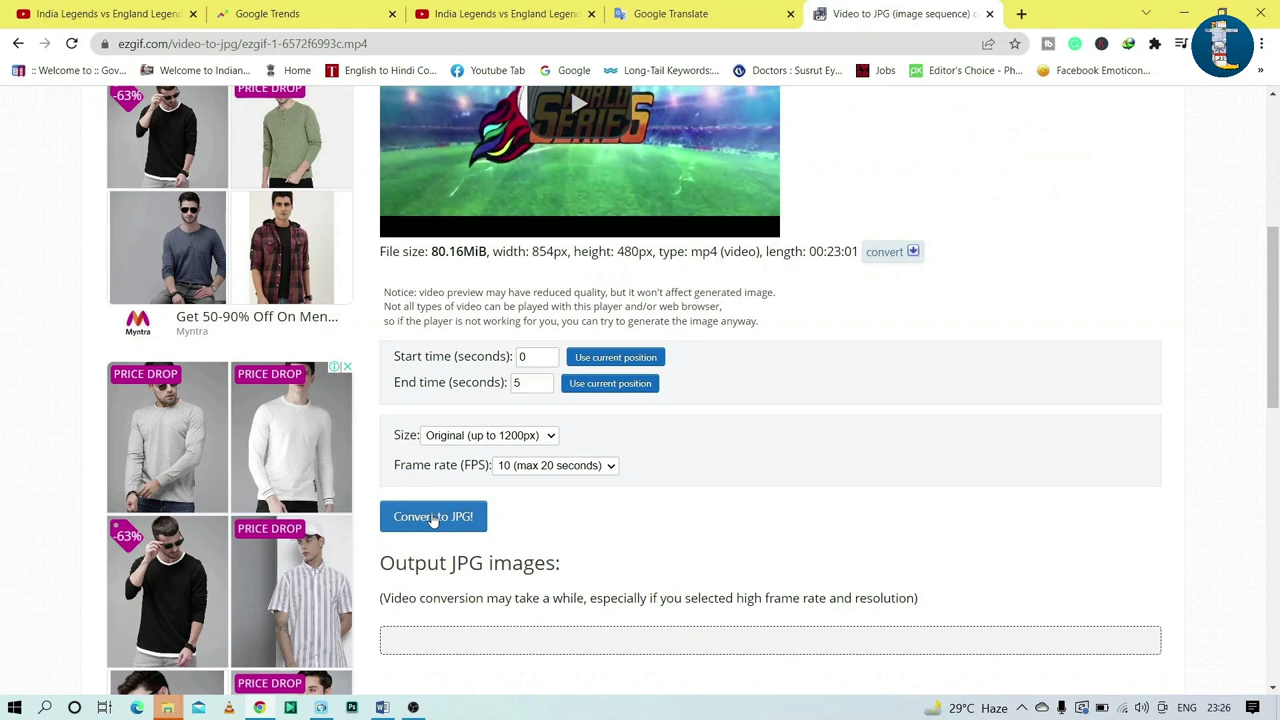 India vs England Legends
Google Trends
India vs England Legend
Google Translate
Video to JPG (image sequence) c
ezgif.com/video-to-jpg/ezgif-1-6572f6993c.mp4
:: Welcome to :: Gov...
Welcome to Indian...
Home
English to Hindi Co...
Youtube Tab
Google
Long-Tail Keywords:...
Doctors : Susrut Ey...
Jobs
Editor's Choice - Ph...
Facebook Emoticon...
»
-63%
PRICE DROP
WORLD
SERIES
File size: 80.16MiB, width: 854px, height: 480px, type: mp4 (video), length: 00:23:01
convert
Notice: video preview may have reduced quality, but it won't affect generated image.
Not all types of video can be played with this player and/or web browser,
so if the player is not working for you, you can try to generate the image anyway.
Myntra
Get 50-90% Off On Men...
Myntra
Start time (seconds): 0
Use current position
End time (seconds): 5
Use current position
PRICE DROP
PRICE DROP
Size: Original (up to 1200px)
Frame rate (FPS): 10 (max 20 seconds)
Convert to JPG!
-63%
PRICE DROP
Output JPG images:
(Video conversion may take a while, especially if you selected high frame rate and resolution)
PRICE DROP
29°C Haze
ENG
23:26